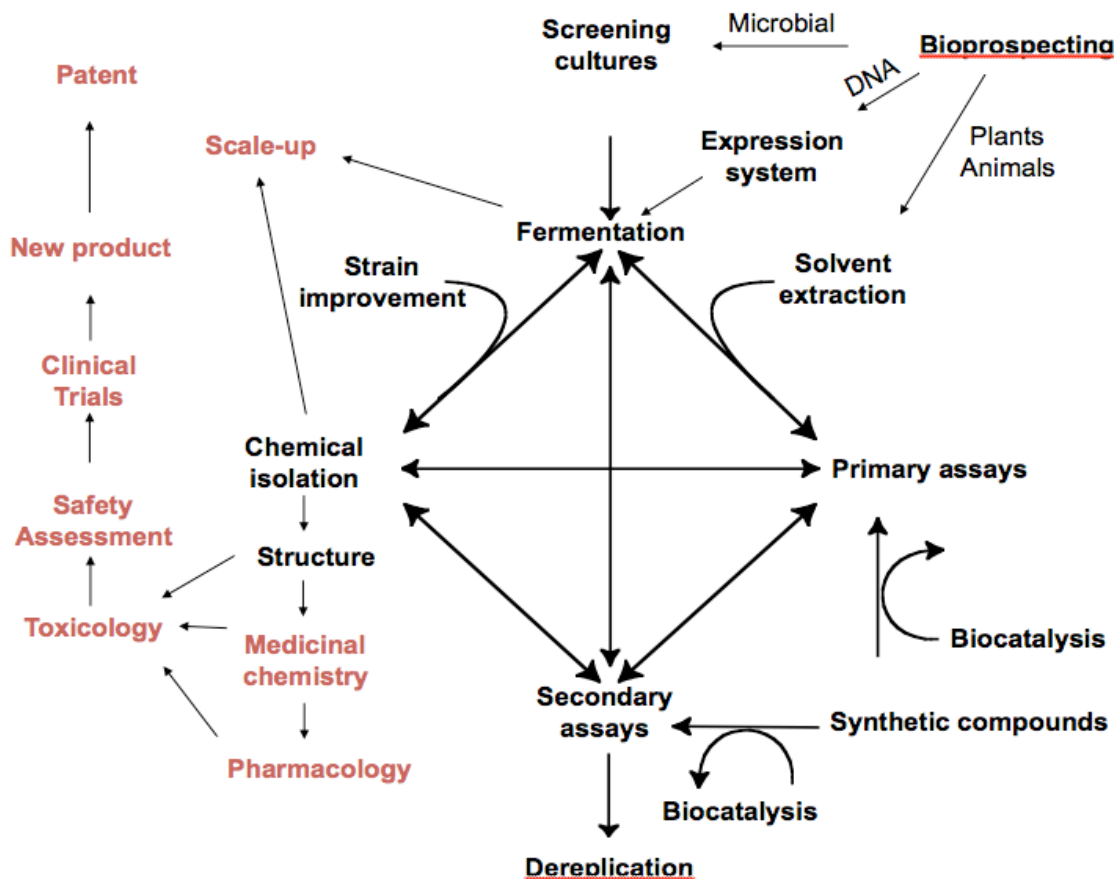 Screening
cultures
Microbial
Bioprospecting
Patent
DNA
Scale-up
Expression
system
Plants
Animals
New product
Fermentation
Strain
improvement
Solvent
extraction
Clinical
Trials
Chemical
isolation
Primary assays
Safety
Assessment
Structure
Toxicology
Medicinal
chemistry
Biocatalysis
Secondary
assays
Synthetic compounds
Pharmacology
Biocatalysis
Dereplication